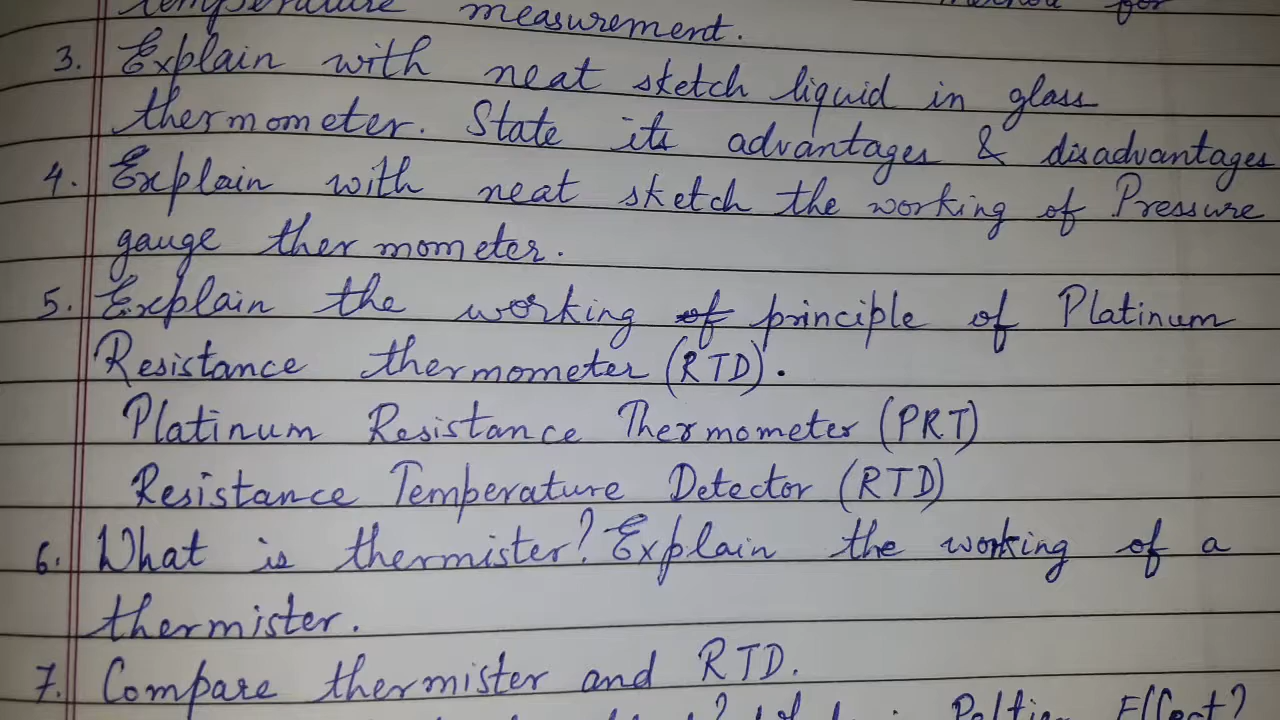 temperature measurement.
3. Explain with neat sketch liquid in glass
thermometer. State its advantages & disadvantages
4. Explain with neat sketch the working of Pressure
gauge thermometer.
5. Explain the working of principle of Platinum
Resistance thermometer (RTD).
Platinum Resistance Thermometer (PRT)
Resistance Temperature Detector (RTD)
6. What is thermister? Explain the working of a
thermister.
7. Compare thermister and RTD.
Peltier Effect?